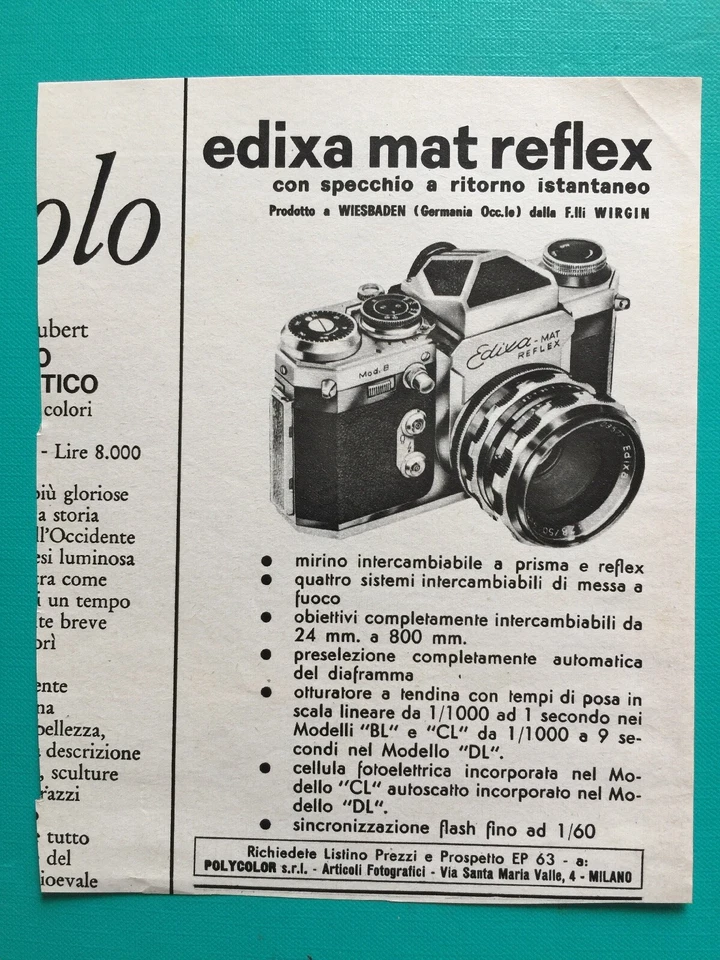 olo
ubert
O
TICO
colori
- Lire 8.000
più gloriose
a storia
ll'Occidente
esi luminosa
tra come
i un tempo
te breve
orì
ente
na
bellezza,
descrizione
, sculture
razzi
o
e tutto
del
ioevale
edixa mat reflex
con specchio a ritorno istantaneo
Prodotto a WIESBADEN (Germania Occ.le) dalla F.lli WIRGIN
Edixa-MAT
REFLEX
Mod. B
Edixa
• mirino intercambiabile a prisma e reflex
• quattro sistemi intercambiabili di messa a
fuoco
• obiettivi completamente intercambiabili da
24 mm. a 800 mm.
• preselezione completamente automatica
del diaframma
• otturatore a tendina con tempi di posa in
scala lineare da 1/1000 ad 1 secondo nei
Modelli "BL" e "CL" da 1/1000 a 9 se-
condi nel Modello "DL".
• cellula fotoelettrica incorporata nel Mo-
dello "CL" autoscatto incorporato nel Mo-
dello "DL".
• sincronizzazione flash fino ad 1/60
Richiedete Listino Prezzi e Prospetto EP 63 - a:
POLYCOLOR s.r.l. - Articoli Fotografici - Via Santa Maria Valle, 4 - MILANO